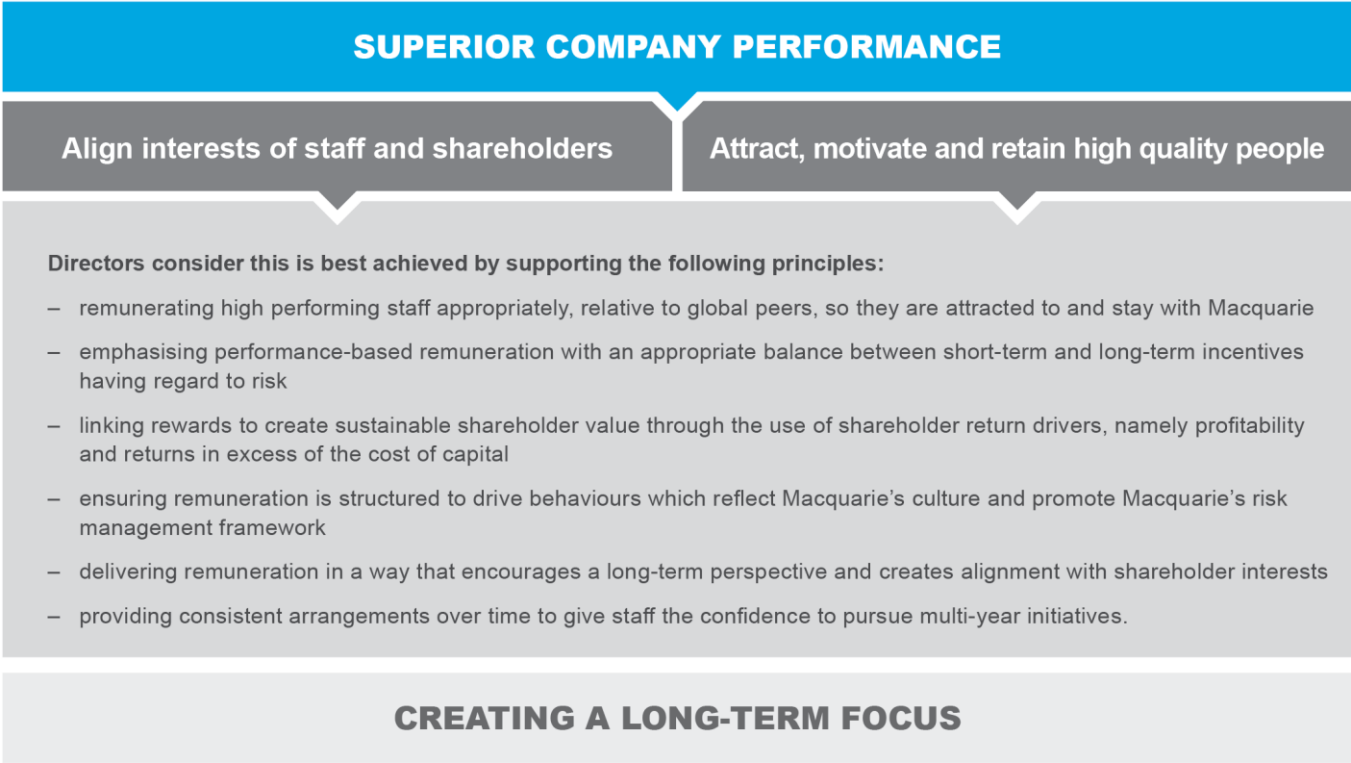 SUPERIOR COMPANY PERFORMANCE
Align interests of staff and shareholders
Attract, motivate and retain high quality people
Directors consider this is best achieved by supporting the following principles:
– remunerating high performing staff appropriately, relative to global peers, so they are attracted to and stay with Macquarie
– emphasising performance-based remuneration with an appropriate balance between short-term and long-term incentives
having regard to risk
– linking rewards to create sustainable shareholder value through the use of shareholder return drivers, namely profitability
and returns in excess of the cost of capital
– ensuring remuneration is structured to drive behaviours which reflect Macquarie’s culture and promote Macquarie’s risk
management framework
– delivering remuneration in a way that encourages a long-term perspective and creates alignment with shareholder interests
– providing consistent arrangements over time to give staff the confidence to pursue multi-year initiatives.
CREATING A LONG-TERM FOCUS